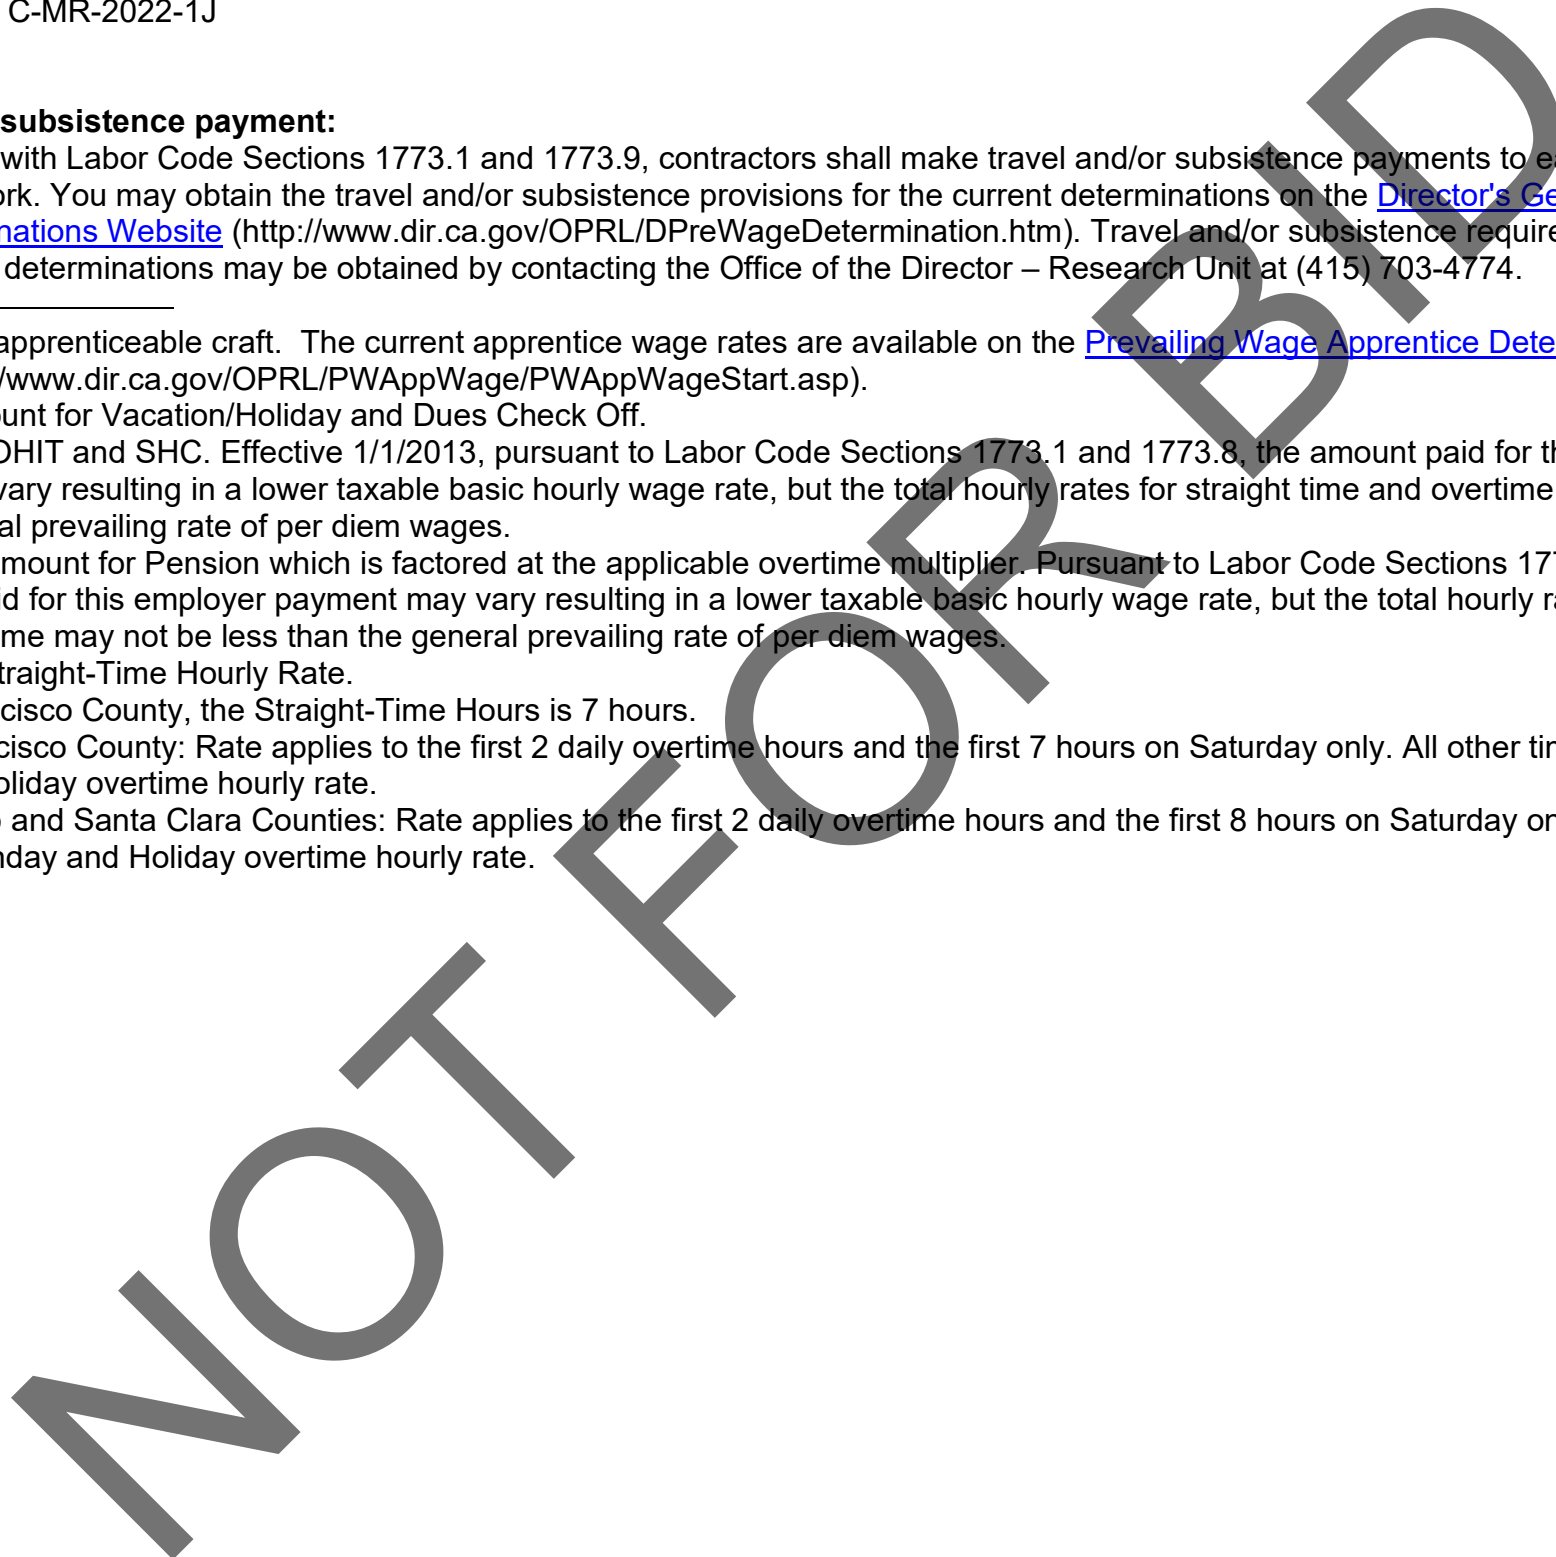 C-MR-2022-1J
subsistence payment:
with Labor Code Sections 1773.1 and 1773.9, contractors shall make travel and/or subsistence payments to
ork. You may obtain the travel and/or subsistence provisions for the current determinations on the Director's Ge
nations Website (http://www.dir.ca.gov/OPRL/DPreWageDetermination.htm). Travel and/or subsistence require
determinations may be obtained by contacting the Office of the Director – Research Unit at (415) 703-4774.
apprenticeable craft. The current apprentice wage rates are available on the Prevailing Wage Apprentice Dete
/www.dir.ca.gov/OPRL/PWAppWage/PWAppWageStart.asp).
ount for Vacation/Holiday and Dues Check Off.
OHIT and SHC. Effective 1/1/2013, pursuant to Labor Code Sections 1773.1 and 1773.8, the amount paid for th
vary resulting in a lower taxable basic hourly wage rate, but the total hourly rates for straight time and overtime
al prevailing rate of per diem wages.
mount for Pension which is factored at the applicable overtime multiplier. Pursuant to Labor Code Sections 177
id for this employer payment may vary resulting in a lower taxable basic hourly wage rate, but the total hourly ra
me may not be less than the general prevailing rate of per diem wages.
traight-Time Hourly Rate.
cisco County, the Straight-Time Hours is 7 hours.
cisco County: Rate applies to the first 2 daily overtime hours and the first 7 hours on Saturday only. All other tim
oliday overtime hourly rate.
and Santa Clara Counties: Rate applies to the first 2 daily overtime hours and the first 8 hours on Saturday on
nday and Holiday overtime hourly rate.
NOT FOR BID